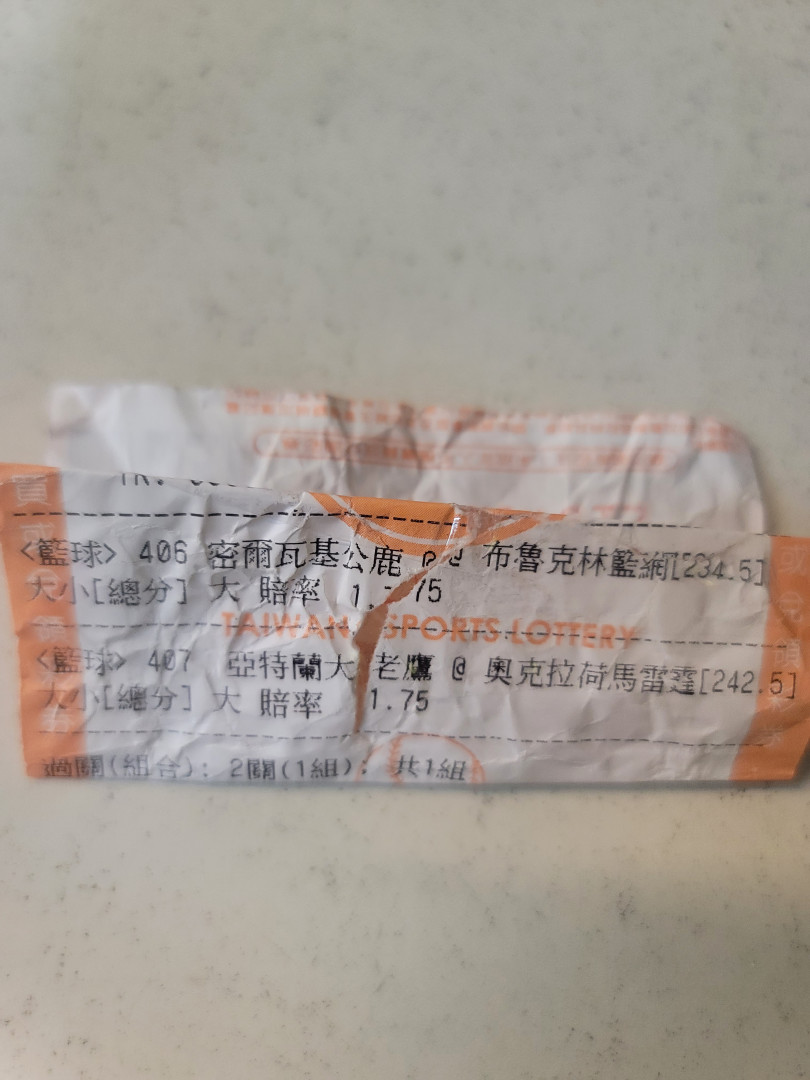 <籃球> 406 密爾瓦基公鹿 @ 布魯克林籃網[234.5]
大小[總分] 大 賠率 1.75
TAIWAN SPORTS LOTTERY
<籃球> 407 亞特蘭大老鷹 @ 奧克拉荷馬雷霆[242.5]
大小[總分] 大 賠率 1.75
過關(組合): 2關(1組): 共1組